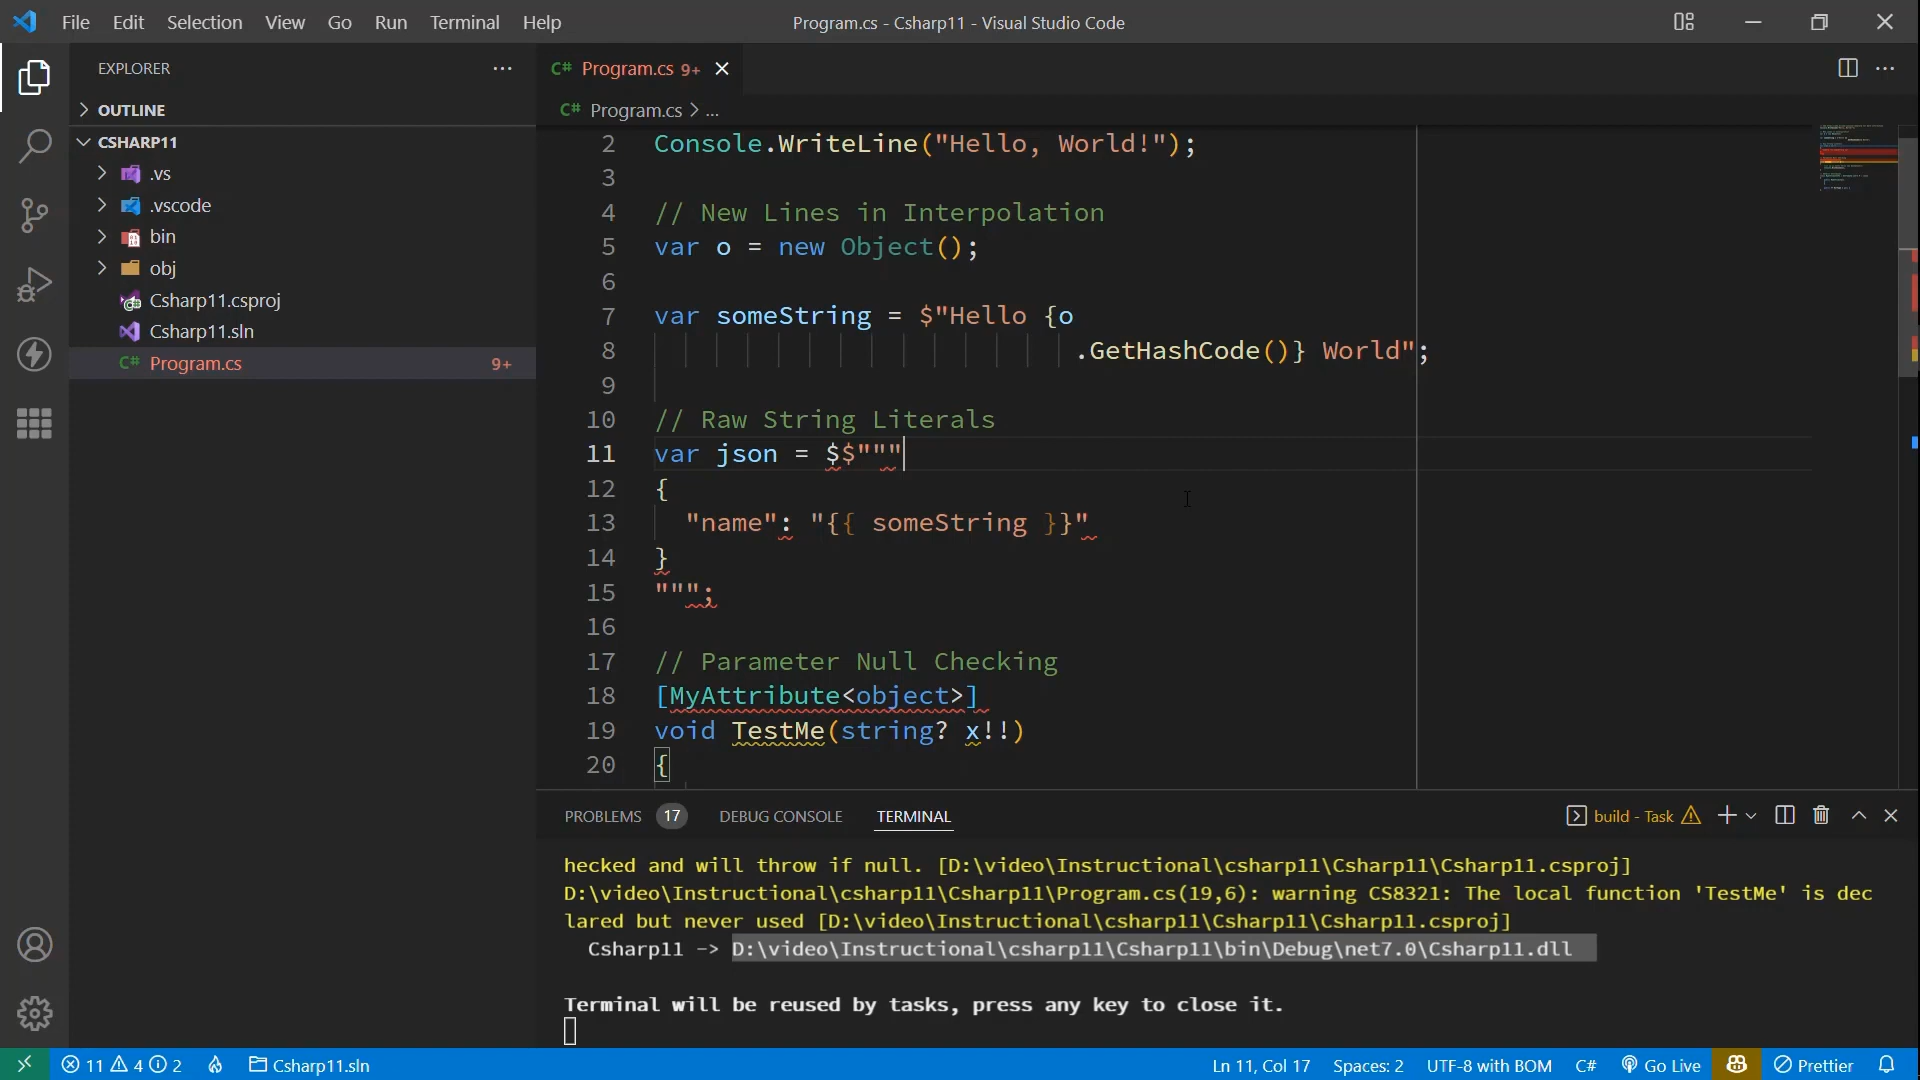 File Edit Selection View Go Run Terminal Help
Program.cs - Csharp11 - Visual Studio Code
EXPLORER
OUTLINE
CSHARP11
.vs
.vscode
bin
obj
Csharp11.csproj
Csharp11.sln
C# Program.cs 9+
C# Program.cs 9+
C# Program.cs > ...
2 Console.WriteLine("Hello, World!");
3
4 // New Lines in Interpolation
5 var o = new Object();
6
7 var someString = $"Hello {o
8 .GetHashCode()} World";
9
10 // Raw String Literals
11 var json = $$"""
12 {
13 "name": "{{ someString }}"
14 }
15 """;
16
17 // Parameter Null Checking
18 [MyAttribute<object>]
19 void TestMe(string? x!!)
20 {
PROBLEMS 17 DEBUG CONSOLE TERMINAL
build - Task
hecked and will throw if null. [D:\video\Instructional\csharp11\Csharp11\Csharp11.csproj]
D:\video\Instructional\csharp11\Csharp11\Program.cs(19,6): warning CS8321: The local function 'TestMe' is dec
lared but never used [D:\video\Instructional\csharp11\Csharp11\Csharp11.csproj]
Csharp11 -> D:\video\Instructional\csharp11\Csharp11\bin\Debug\net7.0\Csharp11.dll
Terminal will be reused by tasks, press any key to close it.
11 4 2 Csharp11.sln
Ln 11, Col 17 Spaces: 2 UTF-8 with BOM C# Go Live Prettier